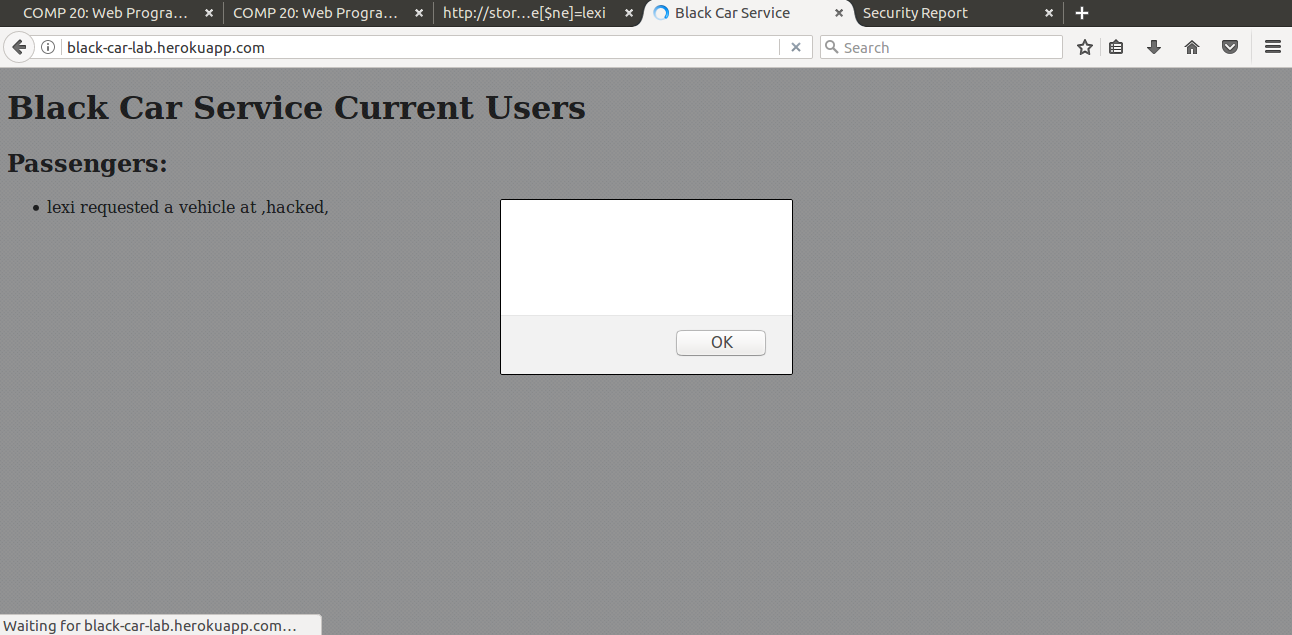 COMP 20: Web Progra…
COMP 20: Web Progra…
http://stor…e[$ne]=lexi
Black Car Service
Security Report
black-car-lab.herokuapp.com
Search
Black Car Service Current Users
Passengers:
• lexi requested a vehicle at ,hacked,
OK
Waiting for black-car-lab.herokuapp.com…